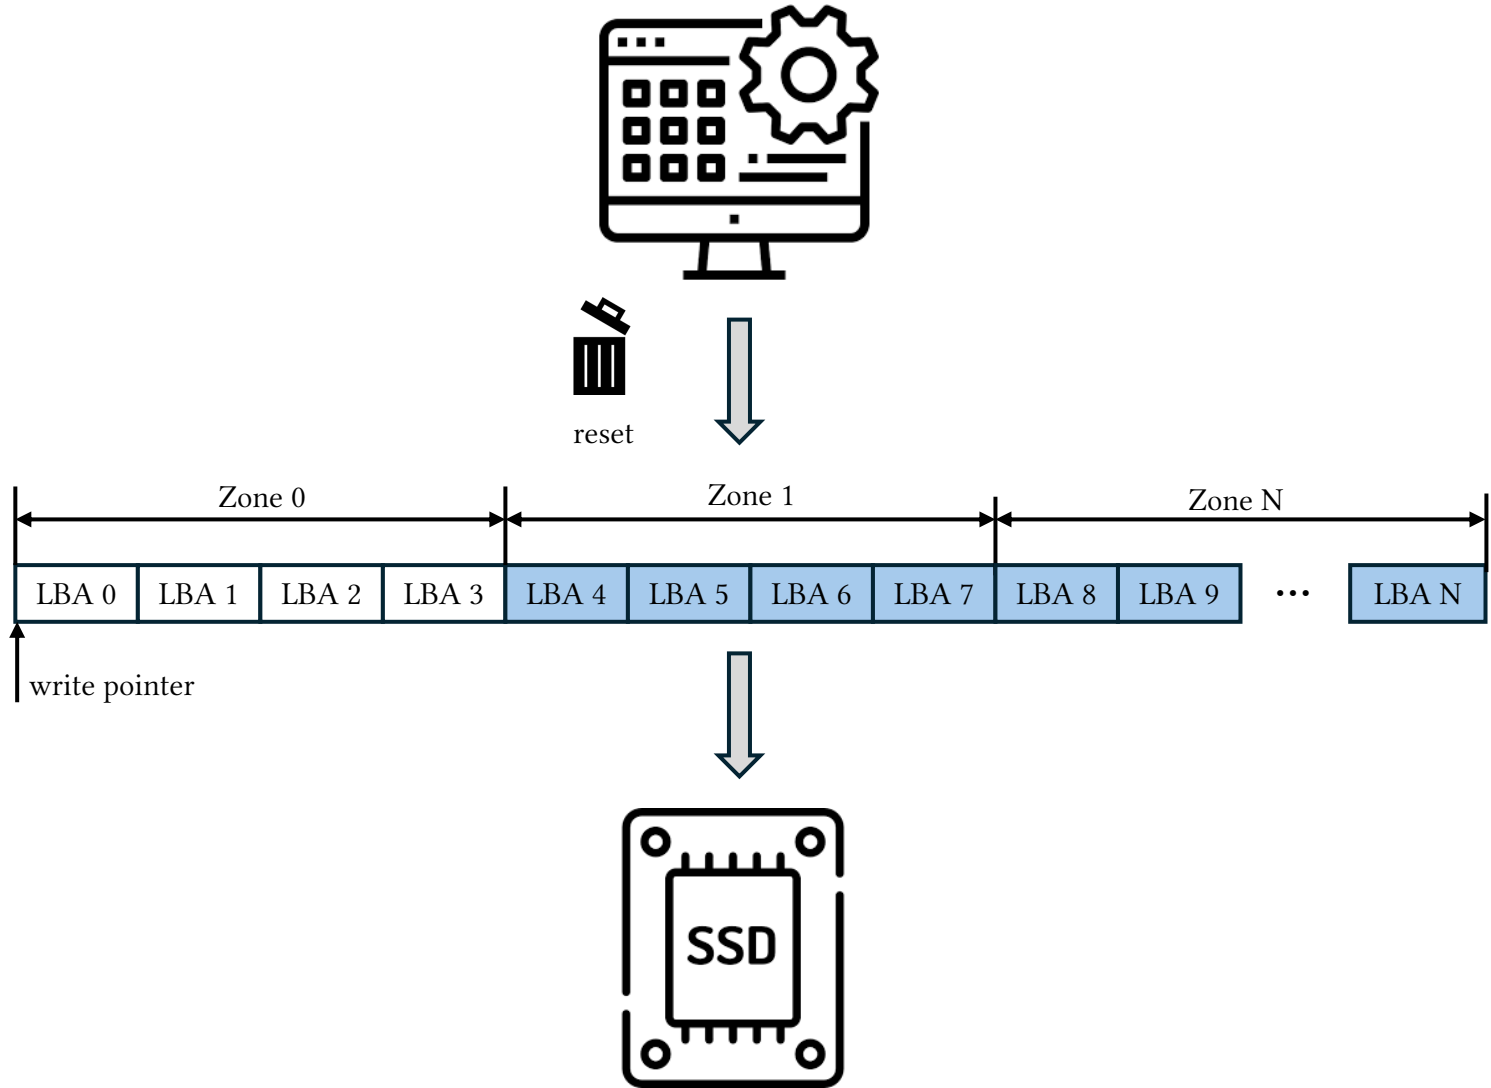 reset
Zone 0
Zone 1
Zone N
LBA 0
LBA 1
LBA 2
LBA 3
LBA 4
LBA 5
LBA 6
LBA 7
LBA 8
LBA 9
...
LBA N
write pointer
SSD